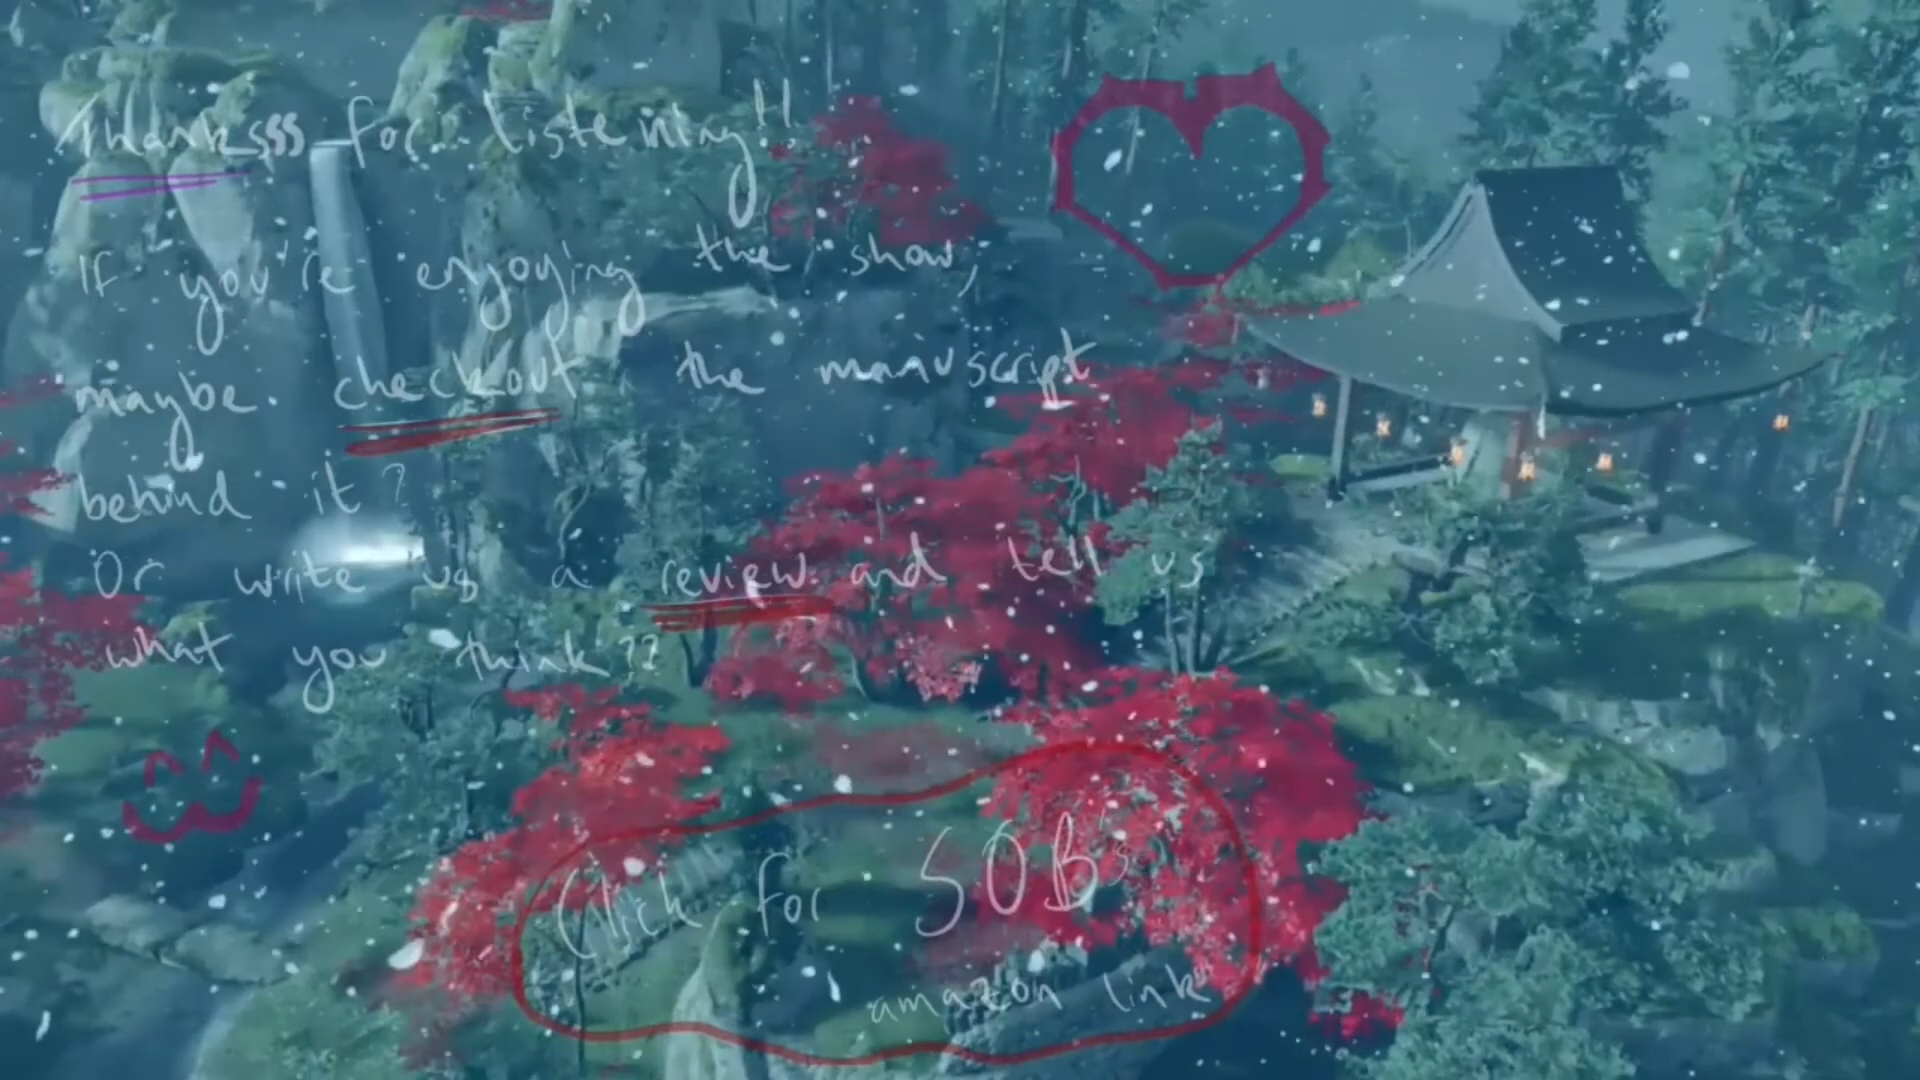 Thanksss for listening!!
If you're enjoying the show,
maybe checkout the manuscript
behind it?
Or write us a review and tell us
what you think??
Click for SOB's
amazon link